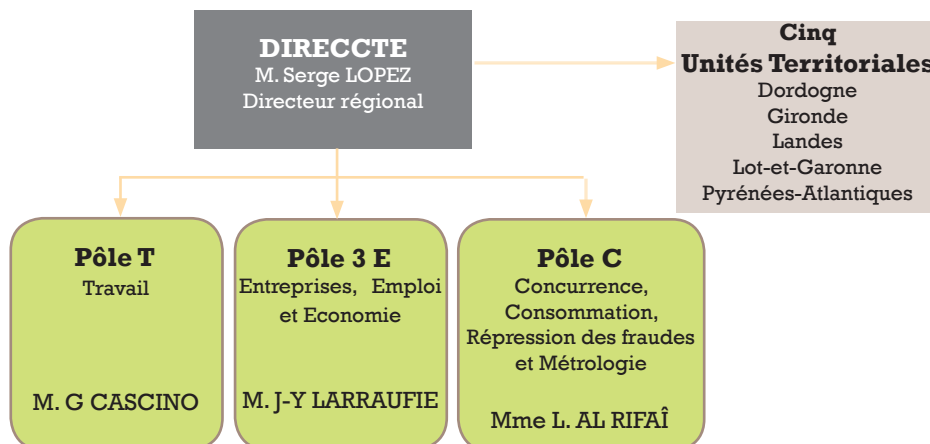 DIRECCTE
M. Serge LOPEZ
Directeur régional
Cinq
Unités Territoriales
Dordogne
Gironde
Landes
Lot-et-Garonne
Pyrénées-Atlantiques
Pôle T
Travail
M. G CASCINO
Pôle 3 E
Entreprises, Emploi
et Economie
M. J-Y LARRAUFIE
Pôle C
Concurrence,
Consommation,
Répression des fraudes
et Métrologie
Mme L. AL RIFAÎ